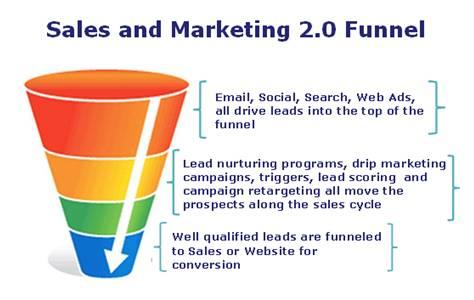 Sales and Marketing 2.0 Funnel
Email, Social, Search, Web Ads,
all drive leads into the top of the
funnel
Lead nurturing programs, drip marketing
campaigns, triggers, lead scoring and
campaign retargeting all move the
prospects along the sales cycle
Well qualified leads are funneled
to Sales or Website for
conversion